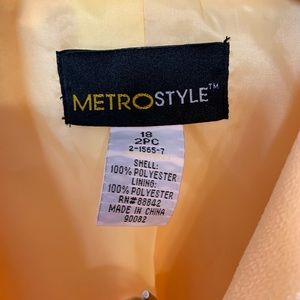 METROSTYLE™
18
2PC
2-1565-7
SHELL:
100% POLYESTER
LINING:
100% POLYESTER
RN#88842
MADE IN CHINA
90082